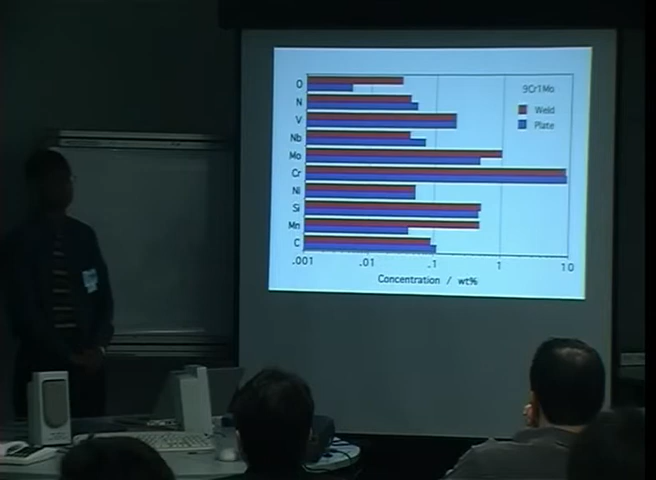 9Cr1Mo
Weld
Plate
O
N
V
Nb
Mo
Cr
Ni
Si
Mn
C
.001 .01 .1 1 10
Concentration / wt%